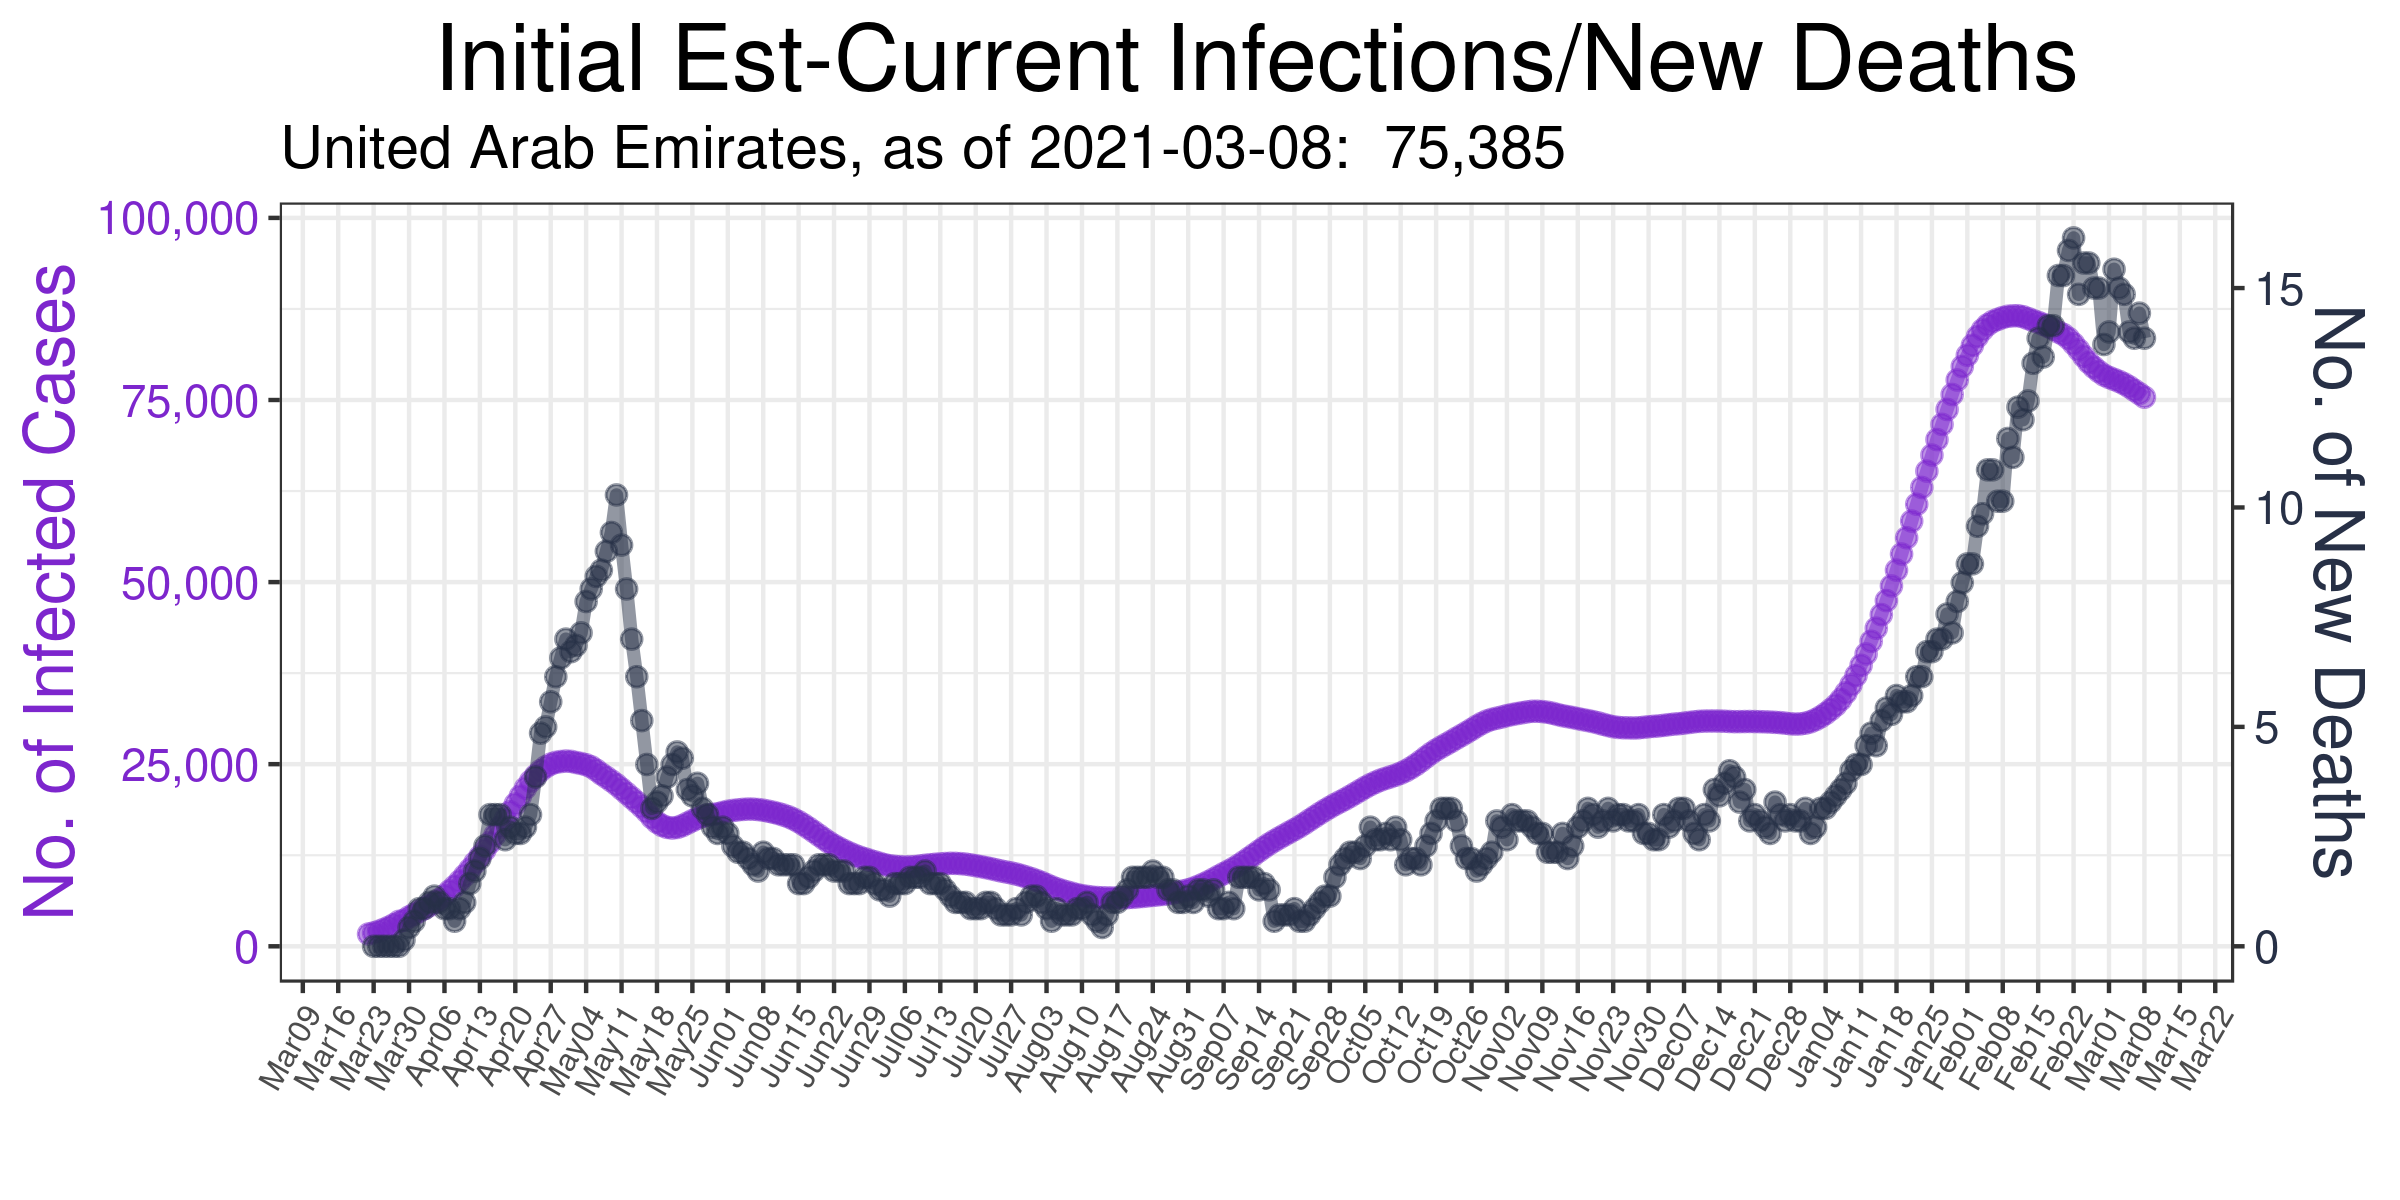 Initial Est-Current Infections/New Deaths
United Arab Emirates, as of 2021-03-08:  75,385
No. of Infected Cases
100,000
75,000
50,000
25,000
0
15
10
5
0
No. of New Deaths
Mar09
Mar16
Mar23
Mar30
Apr06
Apr13
Apr20
Apr27
May04
May11
May18
May25
Jun01
Jun08
Jun15
Jun22
Jun29
Jul06
Jul13
Jul20
Jul27
Aug03
Aug10
Aug17
Aug24
Aug31
Sep07
Sep14
Sep21
Sep28
Oct05
Oct12
Oct19
Oct26
Nov02
Nov09
Nov16
Nov23
Nov30
Dec07
Dec14
Dec21
Dec28
Jan04
Jan11
Jan18
Jan25
Feb01
Feb08
Feb15
Feb22
Mar01
Mar08
Mar15
Mar22